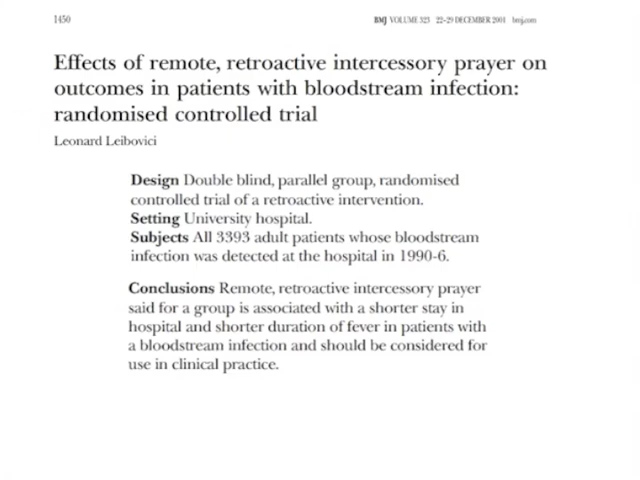 1450
BMJ VOLUME 323 22-29 DECEMBER 2001 bmj.com
Effects of remote, retroactive intercessory prayer on
outcomes in patients with bloodstream infection:
randomised controlled trial
Leonard Leibovici
Design Double blind, parallel group, randomised
controlled trial of a retroactive intervention.
Setting University hospital.
Subjects All 3393 adult patients whose bloodstream
infection was detected at the hospital in 1990-6.
Conclusions Remote, retroactive intercessory prayer
said for a group is associated with a shorter stay in
hospital and shorter duration of fever in patients with
a bloodstream infection and should be considered for
use in clinical practice.